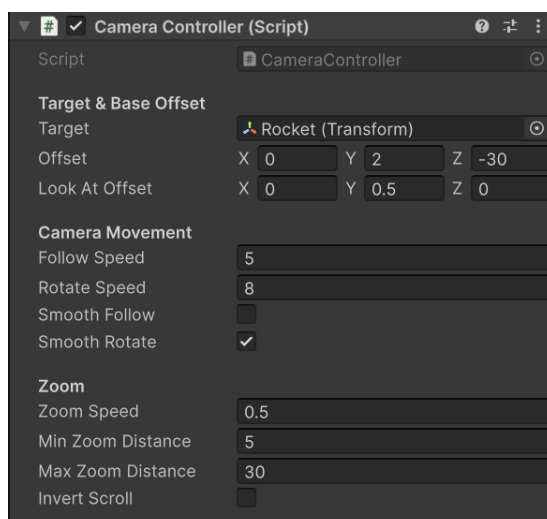 Camera Controller (Script)
Script CameraController
Target & Base Offset
Target Rocket (Transform)
Offset X 0 Y 2 Z -30
Look At Offset X 0 Y 0.5 Z 0
Camera Movement
Follow Speed 5
Rotate Speed 8
Smooth Follow
Smooth Rotate
Zoom
Zoom Speed 0.5
Min Zoom Distance 5
Max Zoom Distance 30
Invert Scroll